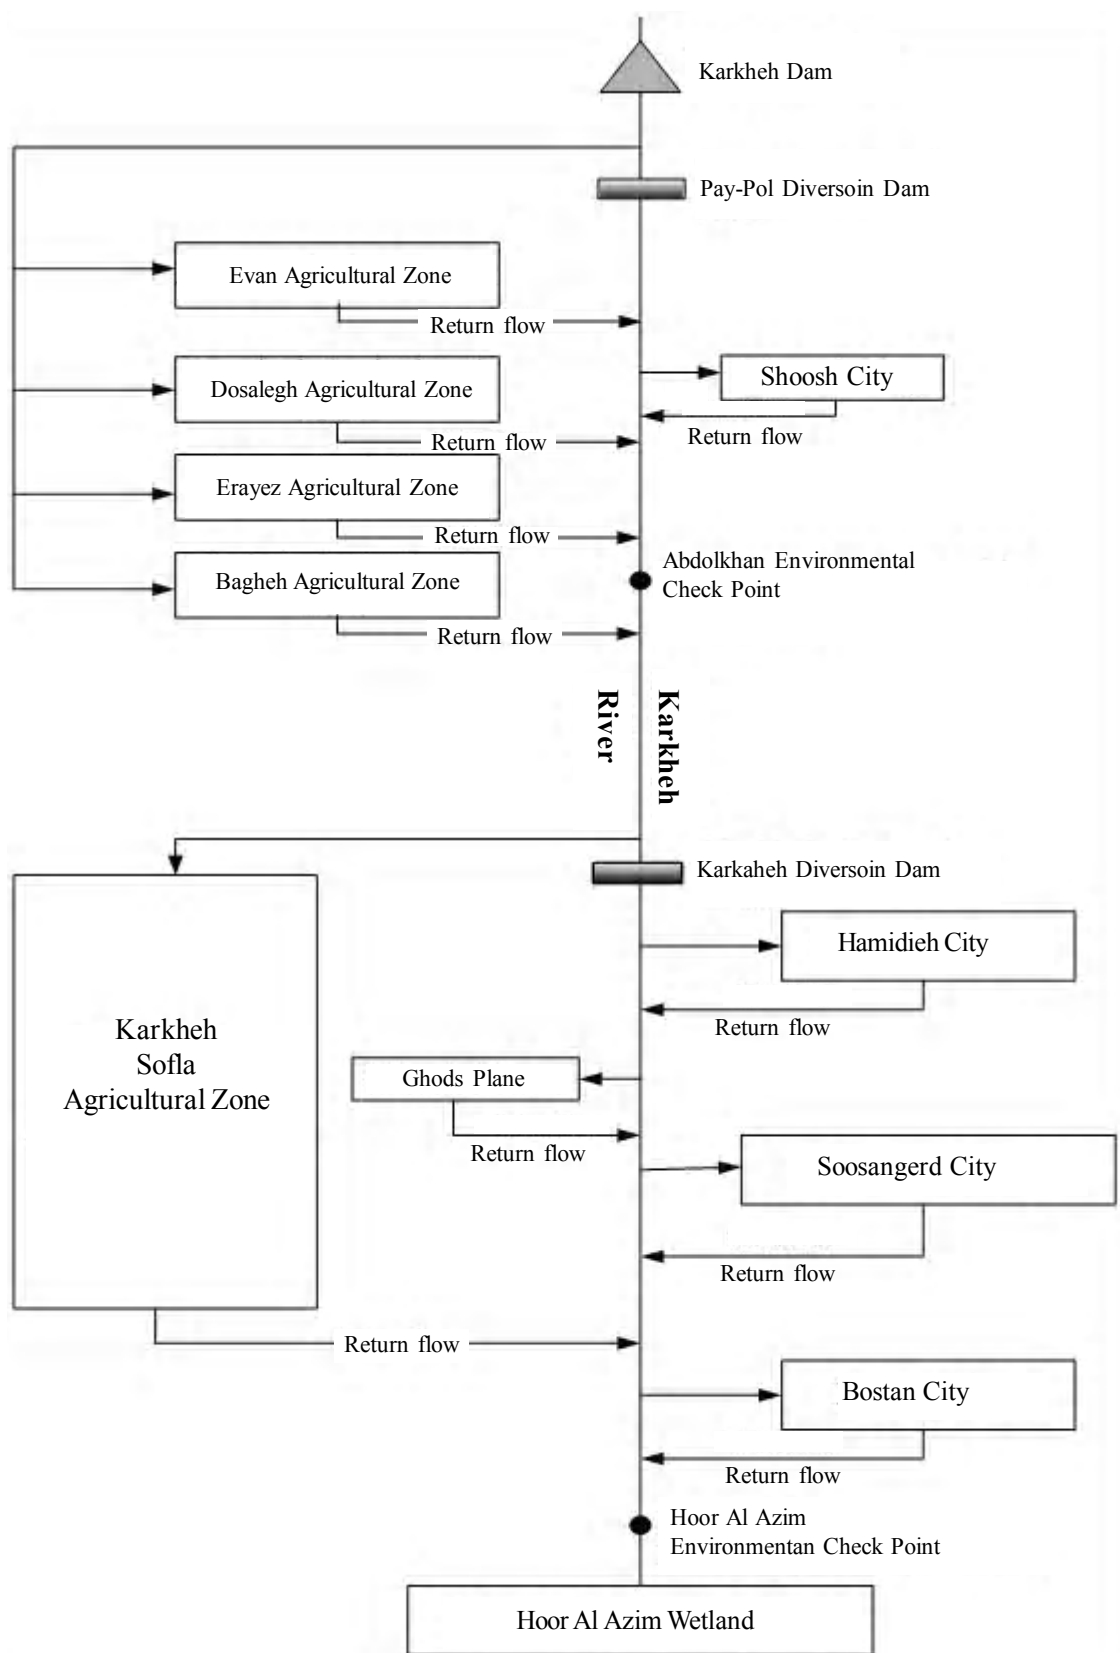 Karkheh Dam
Pay-Pol Diversoin Dam
Evan Agricultural Zone
Return flow
Shoosh City
Return flow
Dosalegh Agricultural Zone
Return flow
Erayez Agricultural Zone
Return flow
Abdolkhan Environmental
Check Point
Bagheh Agricultural Zone
Return flow
Karkheh
River
Karkaheh Diversoin Dam
Hamidieh City
Return flow
Karkheh
Sofla
Agricultural Zone
Ghods Plane
Return flow
Soosangerd City
Return flow
Return flow
Bostan City
Return flow
Hoor Al Azim
Environmentan Check Point
Hoor Al Azim Wetland